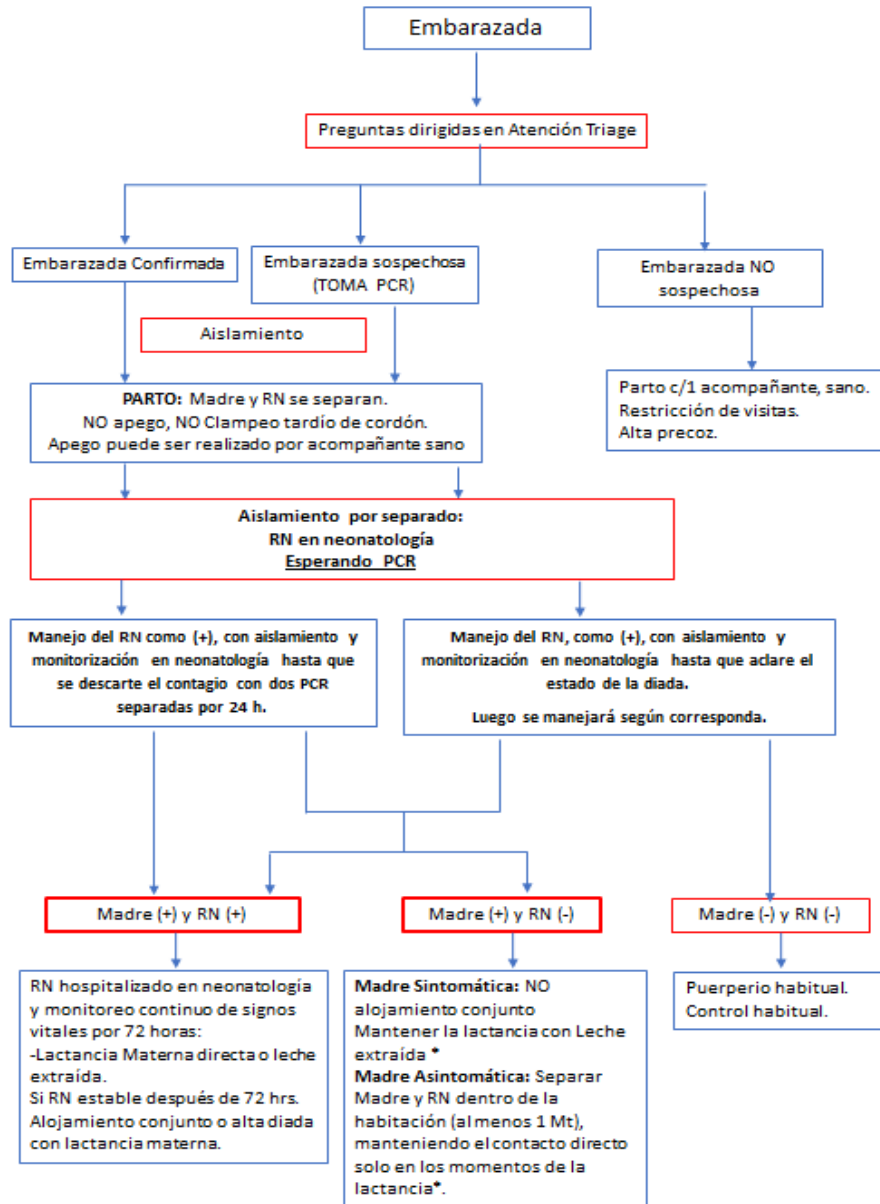 Embarazada
Preguntas dirigidas en Atención Triage
Embarazada Confirmada
Embarazada sospechosa
(TOMA PCR)
Embarazada NO
sospechosa
Aislamiento
PARTO: Madre y RN se separan.
NO apego, NO Clampeo tardío de cordón.
Apego puede ser realizado por acompañante sano
Parto c/1 acompañante, sano.
Restricción de visitas.
Alta precoz.
Aislamiento por separado:
RN en neonatología
Esperando PCR
Manejo del RN como (+), con aislamiento y
monitorización en neonatología hasta que
se descarte el contagio con dos PCR
separadas por 24 h.
Manejo del RN, como (+), con aislamiento y
monitorización en neonatología hasta que aclare el
estado de la diada.
Luego se manejará según corresponda.
Madre (+) y RN (+)
Madre (+) y RN (-)
Madre (-) y RN (-)
RN hospitalizado en neonatología
y monitoreo continuo de signos
vitales por 72 horas:
-Lactancia Materna directa o leche
extraída.
Si RN estable después de 72 hrs.
Alojamiento conjunto o alta diada
con lactancia materna.
Madre Sintomática: NO
alojamiento conjunto
Mantener la lactancia con Leche
extraída *
Madre Asintomática: Separar
Madre y RN dentro de la
habitación (al menos 1 Mt),
manteniendo el contacto directo
solo en los momentos de la
lactancia*.
Puerperio habitual.
Control habitual.